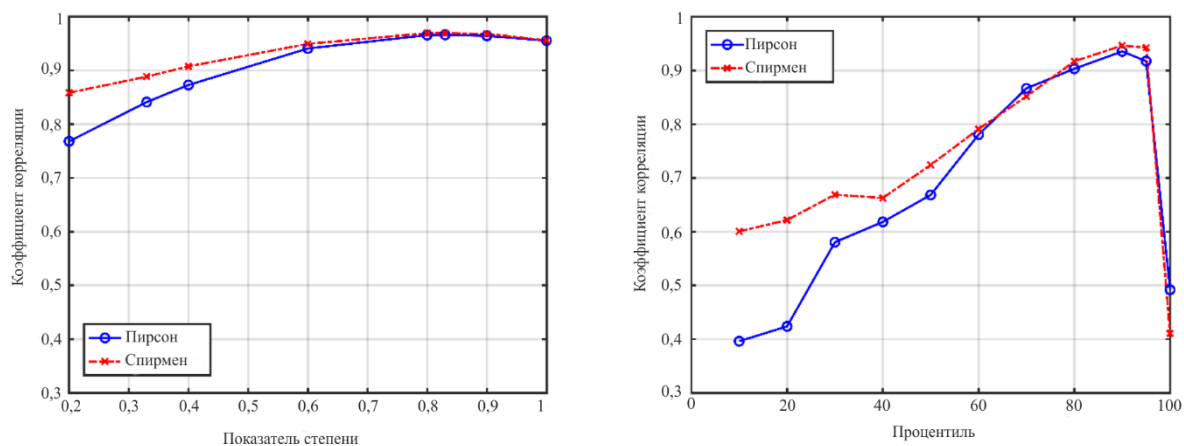 Коэффициент корреляции
1
0,9
0,8
0,7
0,6
0,5
0,4
0,3
Пирсон
Спирмен
0,2 0,3 0,4 0,6 0,7 0,8 0,9 1
Показатель степени
Коэффициент корреляции
1
0,9
0,8
0,7
0,6
0,5
0,4
0,3
Пирсон
Спирмен
0 20 40 60 80 100
Процентиль